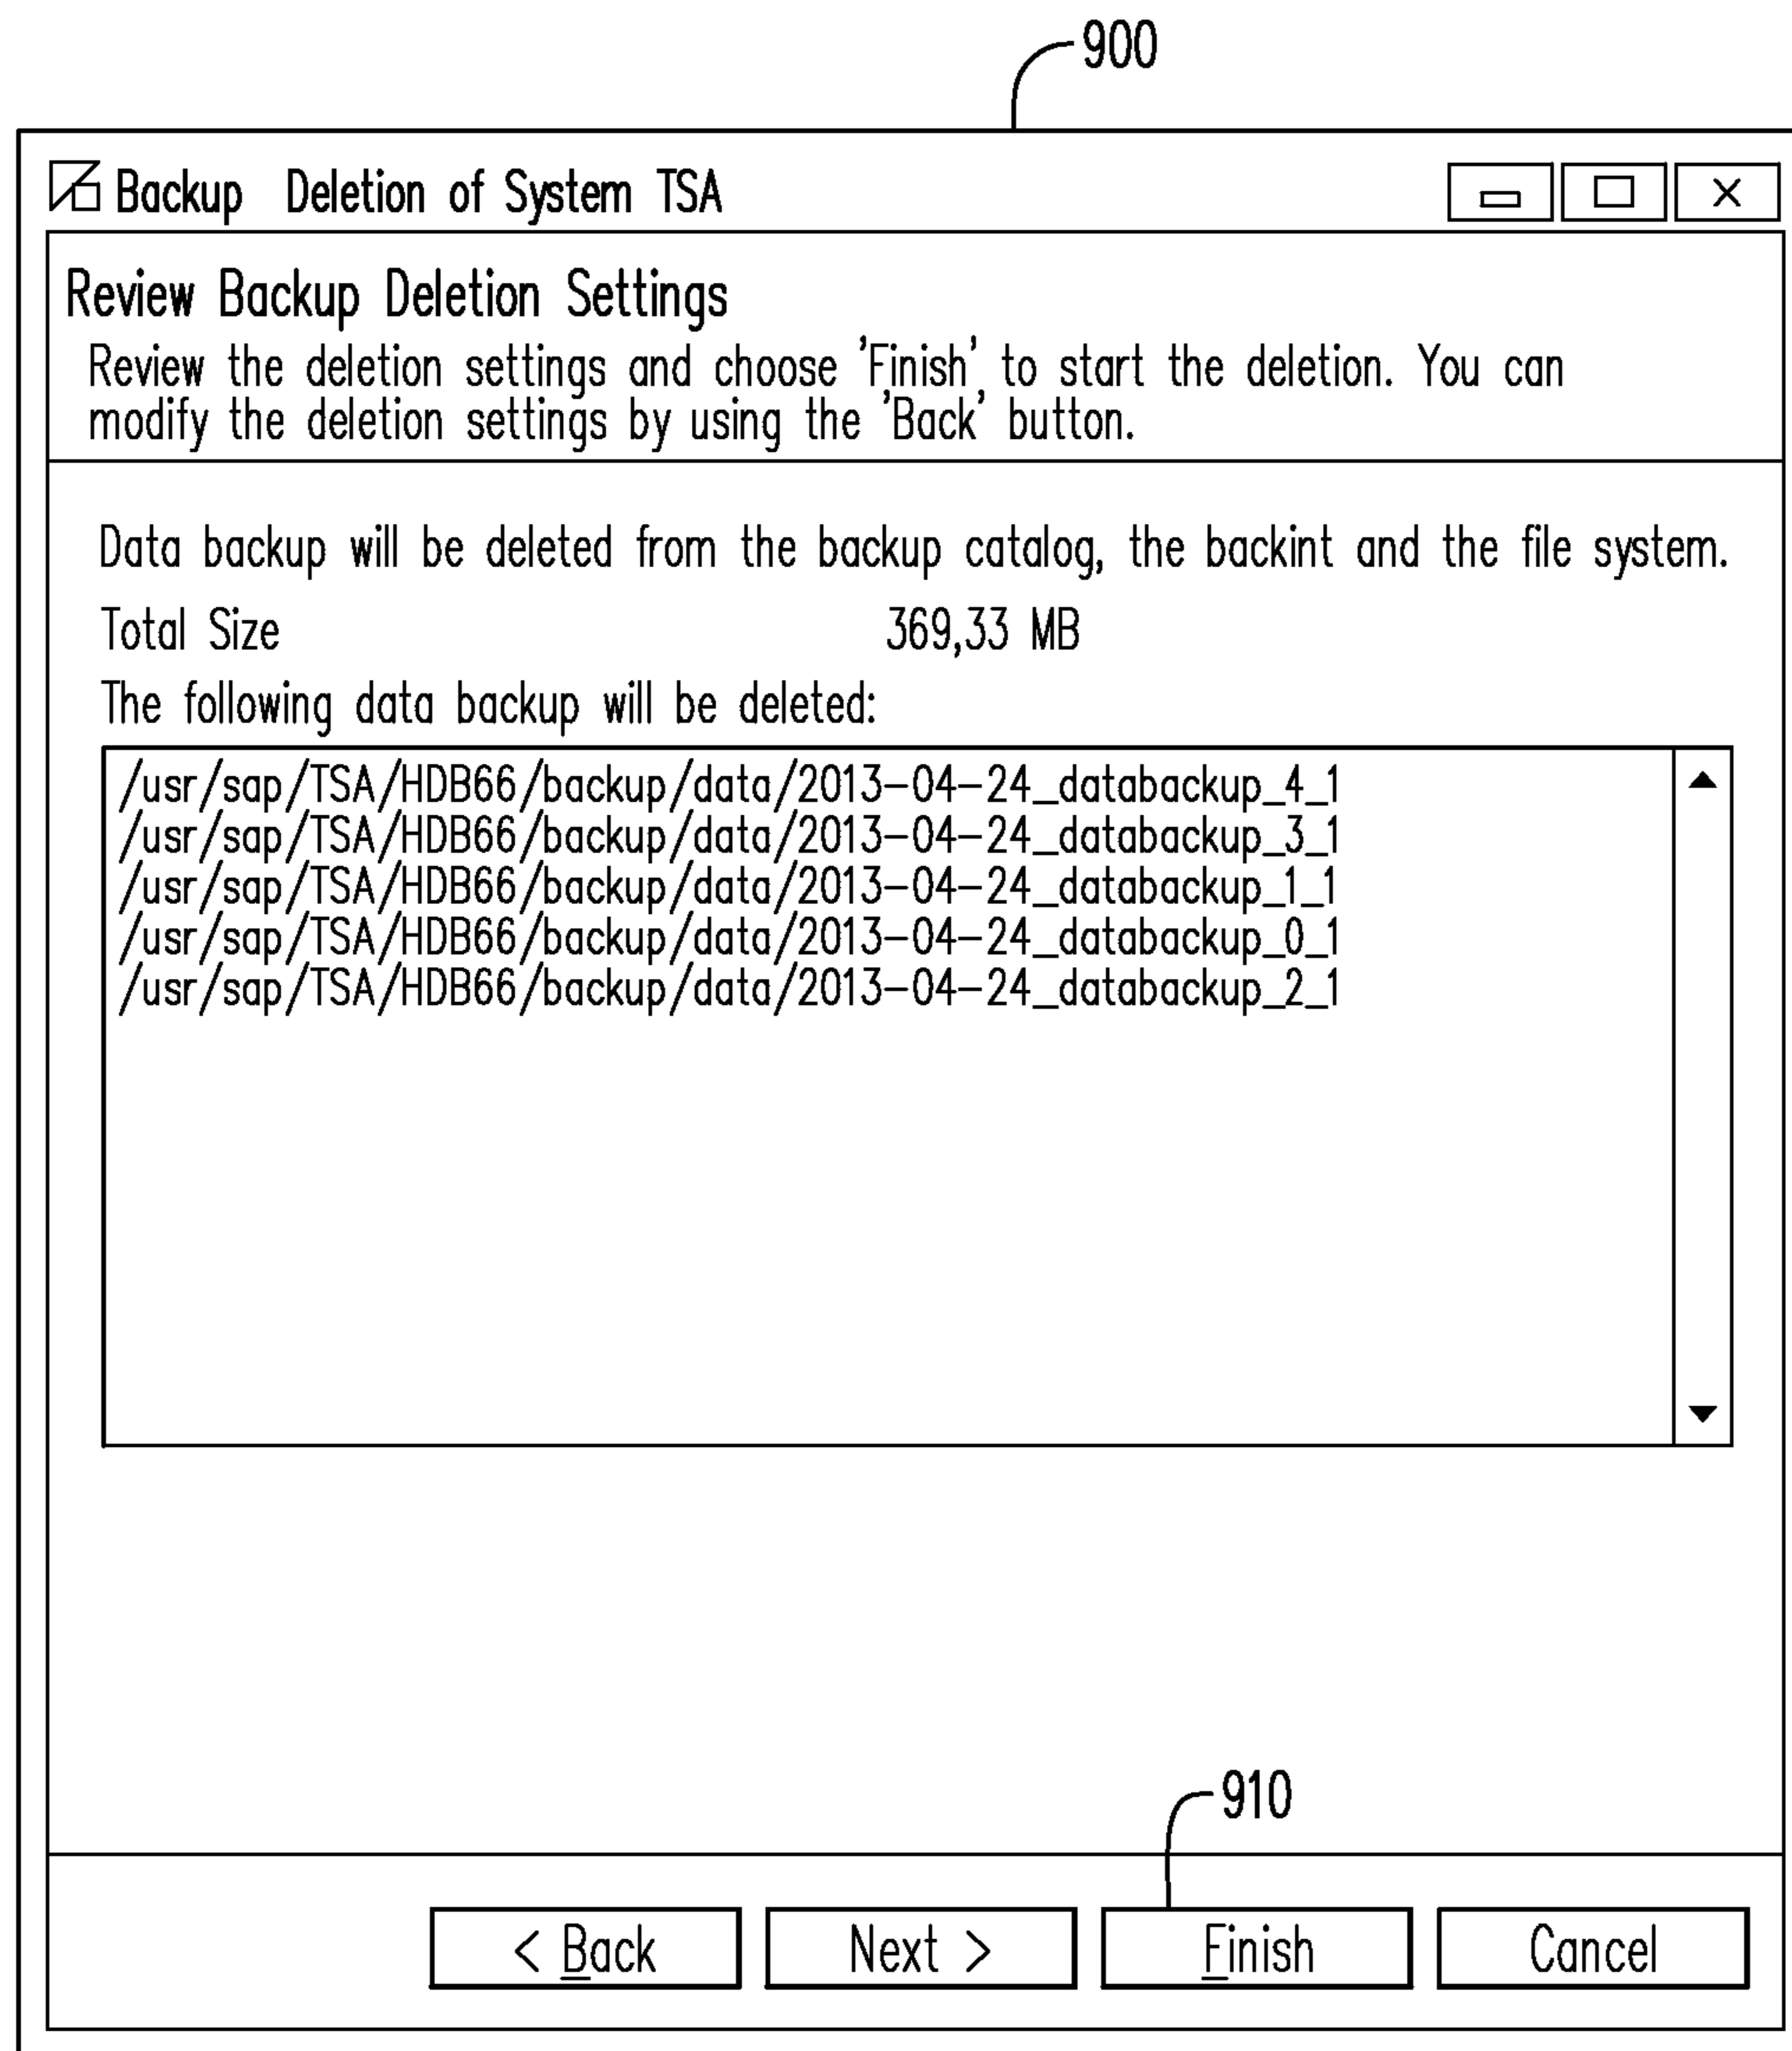 900
Backup Deletion of System TSA
Review Backup Deletion Settings
Review the deletion settings and choose 'Finish' to start the deletion. You can
modify the deletion settings by using the 'Back' button.
Data backup will be deleted from the backup catalog, the backint and the file system.
Total Size 369,33 MB
The following data backup will be deleted:
/usr/sap/TSA/HDB66/backup/data/2013-04-24_databackup_4_1
/usr/sap/TSA/HDB66/backup/data/2013-04-24_databackup_3_1
/usr/sap/TSA/HDB66/backup/data/2013-04-24_databackup_1_1
/usr/sap/TSA/HDB66/backup/data/2013-04-24_databackup_0_1
/usr/sap/TSA/HDB66/backup/data/2013-04-24_databackup_2_1
910
< Back Next > Finish Cancel